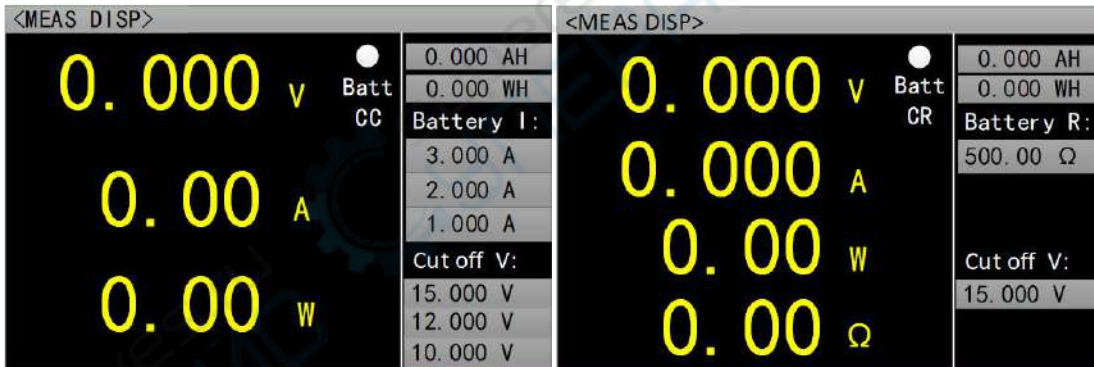 <MEAS DISP>
0.000 V
Batt
CC
0.00 A
0.00 W
0.000 AH
0.000 WH
Battery I:
3.000 A
2.000 A
1.000 A
Cut off V:
15.000 V
12.000 V
10.000 V
<MEAS DISP>
0.000 V
Batt
CR
0.000 A
0.00 W
0.00 Ω
0.000 AH
0.000 WH
Battery R:
500.00 Ω
Cut off V:
15.000 V